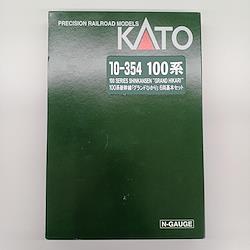 PRECISION RAILROAD MODELS
KATO
10-354 100系
100 SERIES SHINKANSEN "GRAND HIKARI"
100系新幹線「グランドひかり」6両基本セット
N-GAUGE